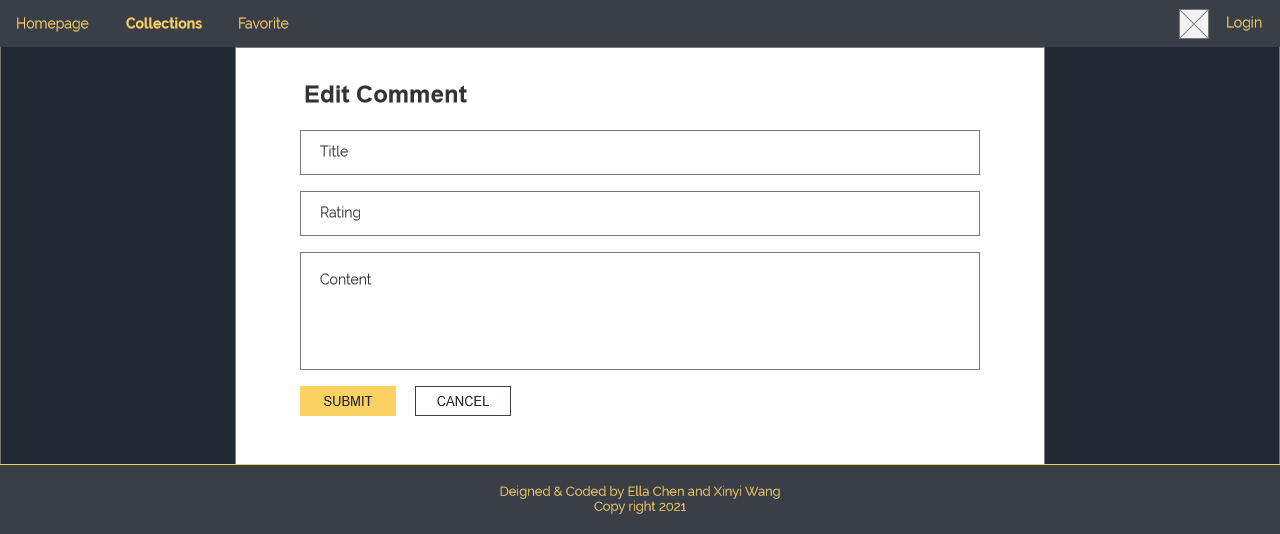 Homepage Collections Favorite Login
Edit Comment
Title
Rating
Content
SUBMIT CANCEL
Deigned & Coded by Ella Chen and Xinyi Wang
Copy right 2021